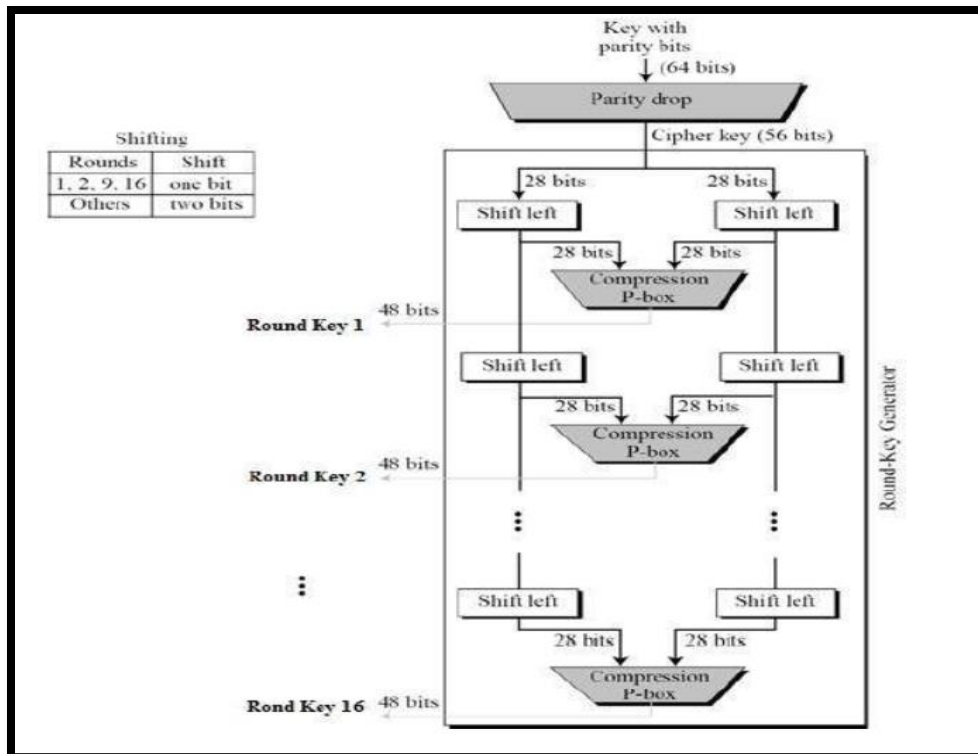 Key with
parity bits
(64 bits)
Parity drop
Cipher key (56 bits)
Shifting
Rounds Shift
1, 2, 9, 16 one bit
Others two bits
28 bits 28 bits
Shift left Shift left
28 bits 28 bits
Compression
P-box
48 bits
Round Key 1
Shift left Shift left
28 bits 28 bits
Compression
P-box
48 bits
Round Key 2
Round-Key Generator
Shift left Shift left
28 bits 28 bits
Compression
P-box
48 bits
Rond Key 16